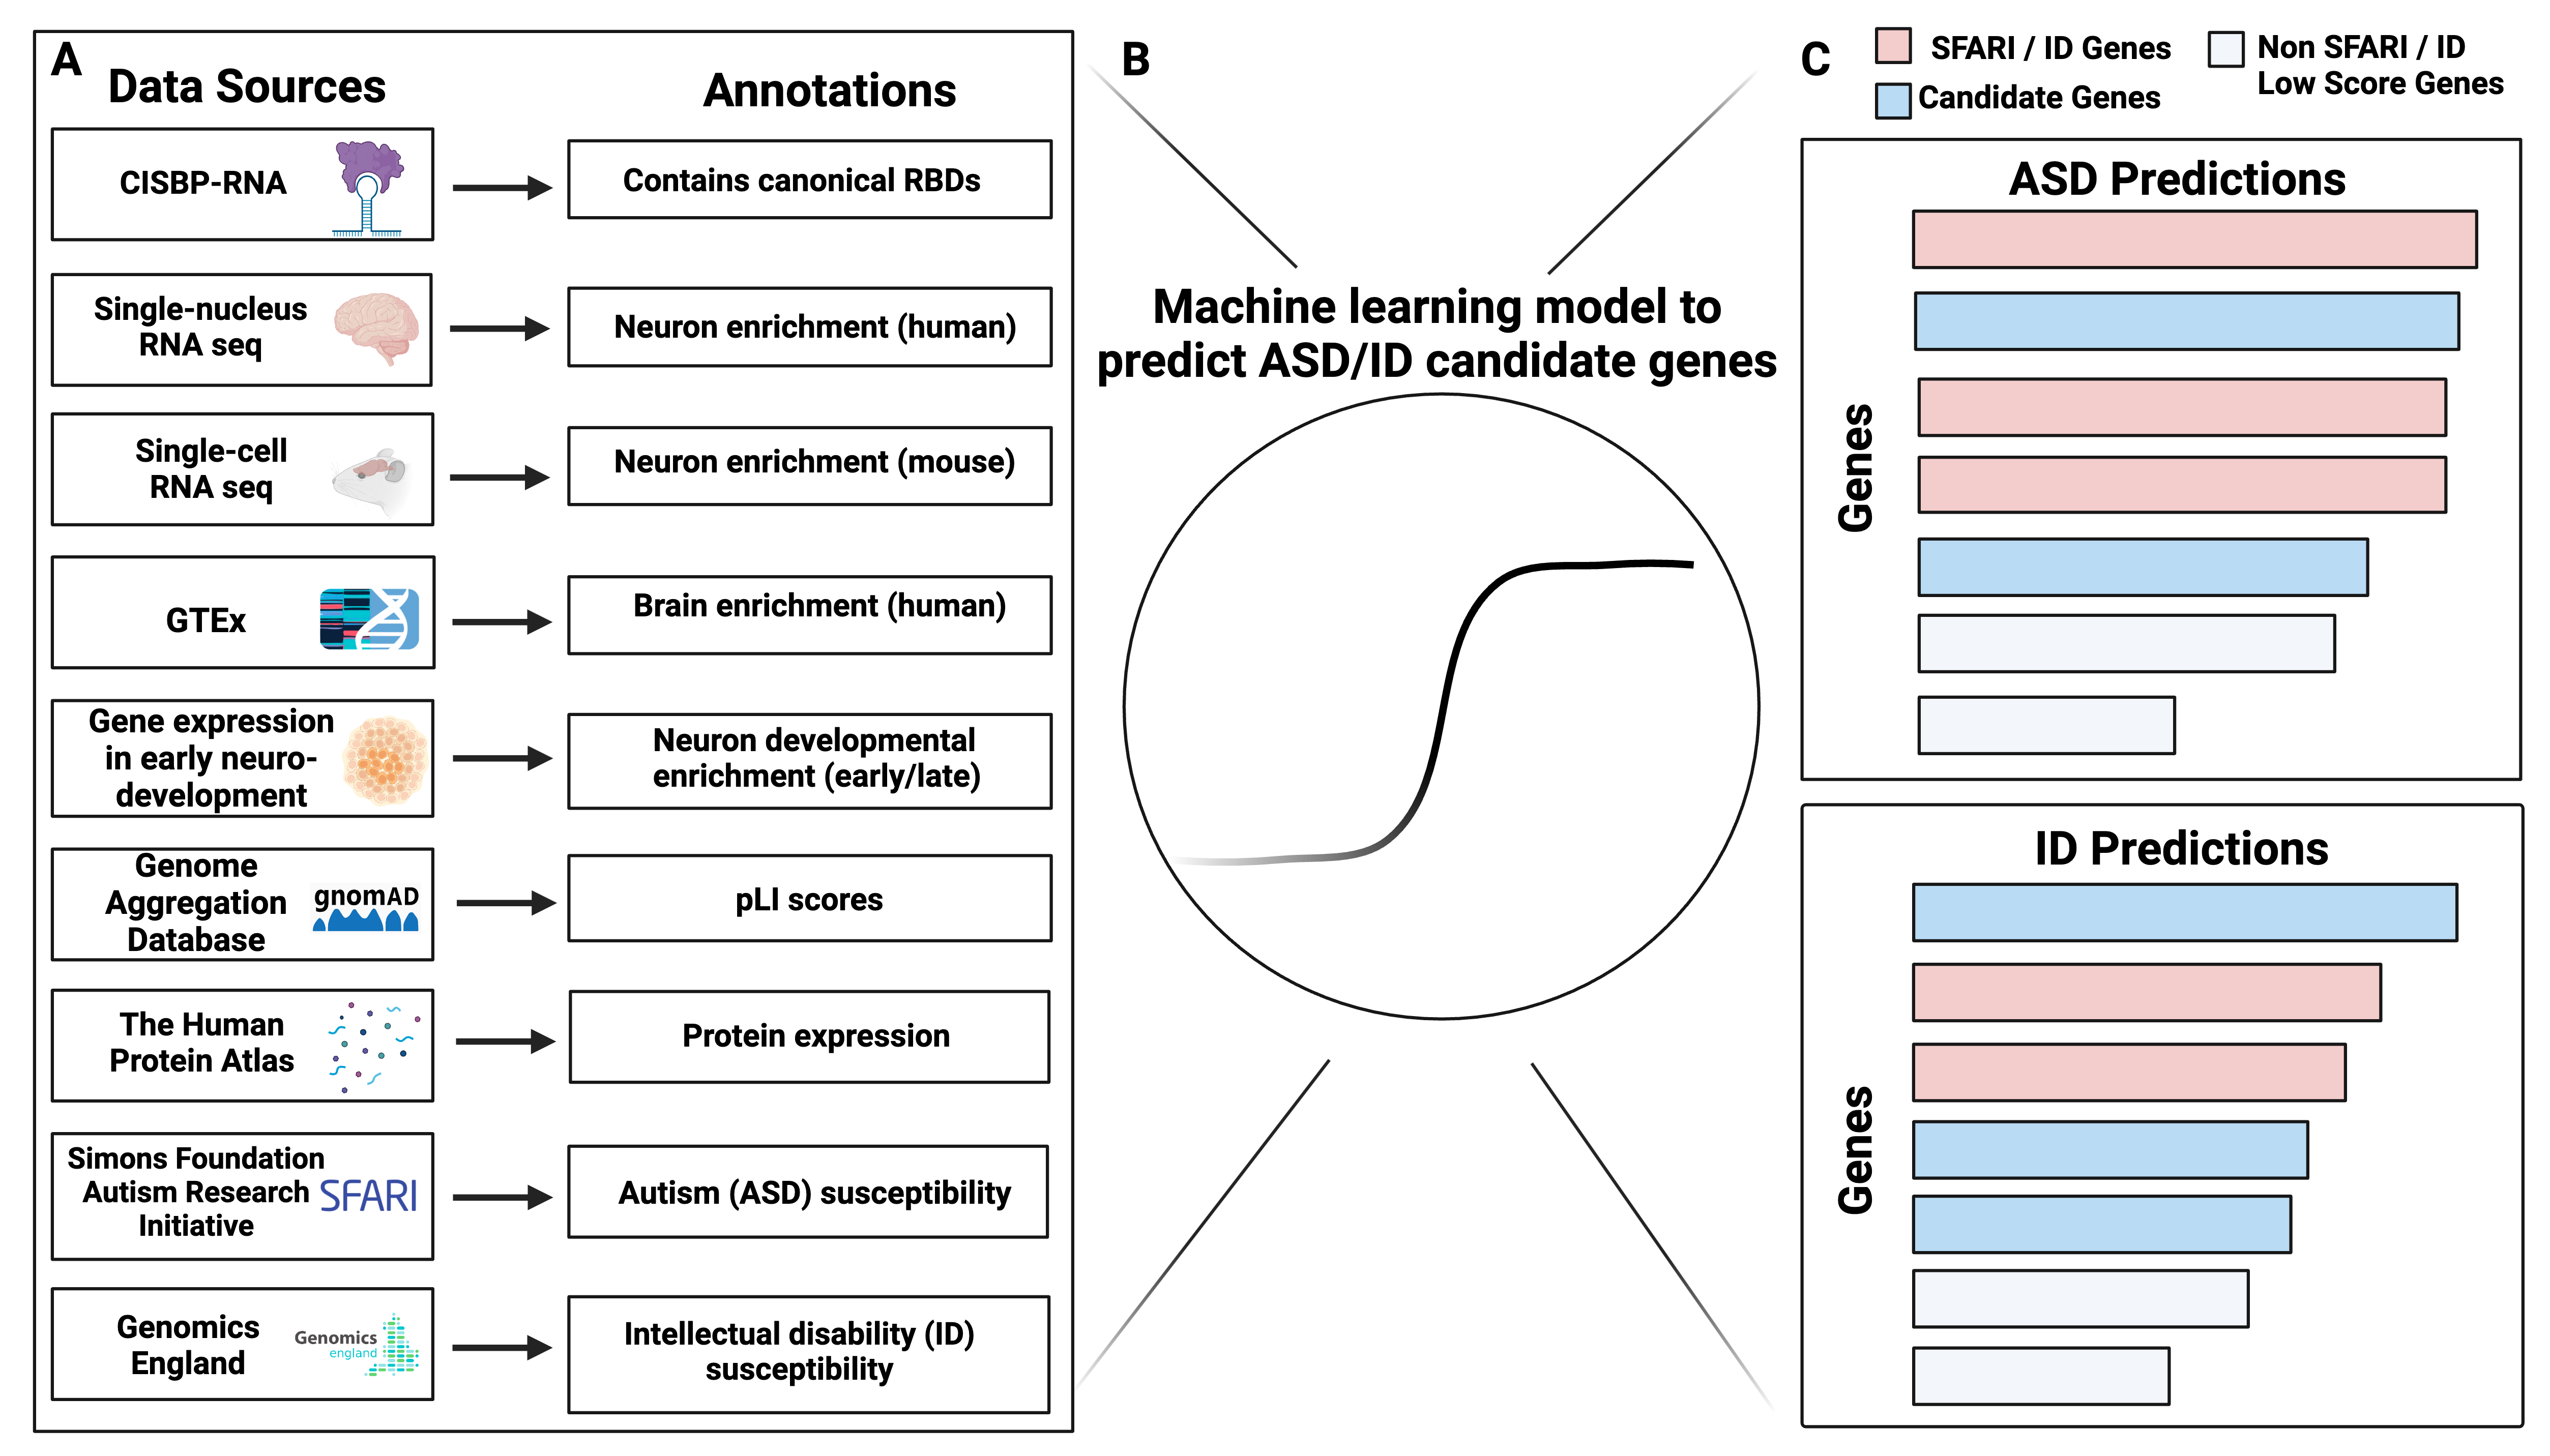 A
Data Sources
Annotations
CISBP-RNA
Contains canonical RBDs
Single-nucleus
RNA seq
Neuron enrichment (human)
Single-cell
RNA seq
Neuron enrichment (mouse)
GTEx
Brain enrichment (human)
Gene expression
in early neuro-
development
Neuron developmental
enrichment (early/late)
Genome
Aggregation
Database
gnomAD
pLI scores
The Human
Protein Atlas
Protein expression
Simons Foundation
Autism Research
Initiative
SFARI
Autism (ASD) susceptibility
Genomics
England
Genomics
england
Intellectual disability (ID)
susceptibility
B
Machine learning model to
predict ASD/ID candidate genes
C
SFARI / ID Genes
Candidate Genes
Non SFARI / ID
Low Score Genes
ASD Predictions
Genes
ID Predictions
Genes